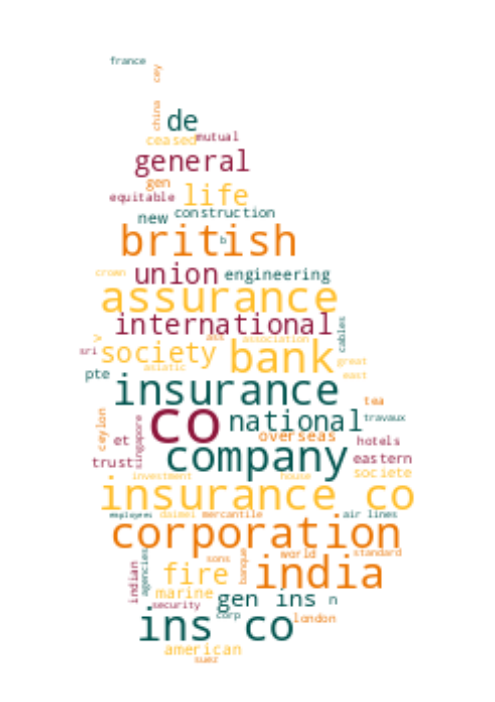 france
cey
china
de
ceased mutual
general
gen
equitable life
new construction
british
b
crown union engineering
assurance
international
cables
ass association
sri society bank
asiatic great
pte east
insurance
tea
co national travaux
ceylon
et singapore overseas hotels
trust company eastern
societe
investment house
insurance co
employees daimei mercantile air lines
corporation
sons world standard
indian agencies fire banque india
marine gen ins n
security
corp london
ins co
american
suez